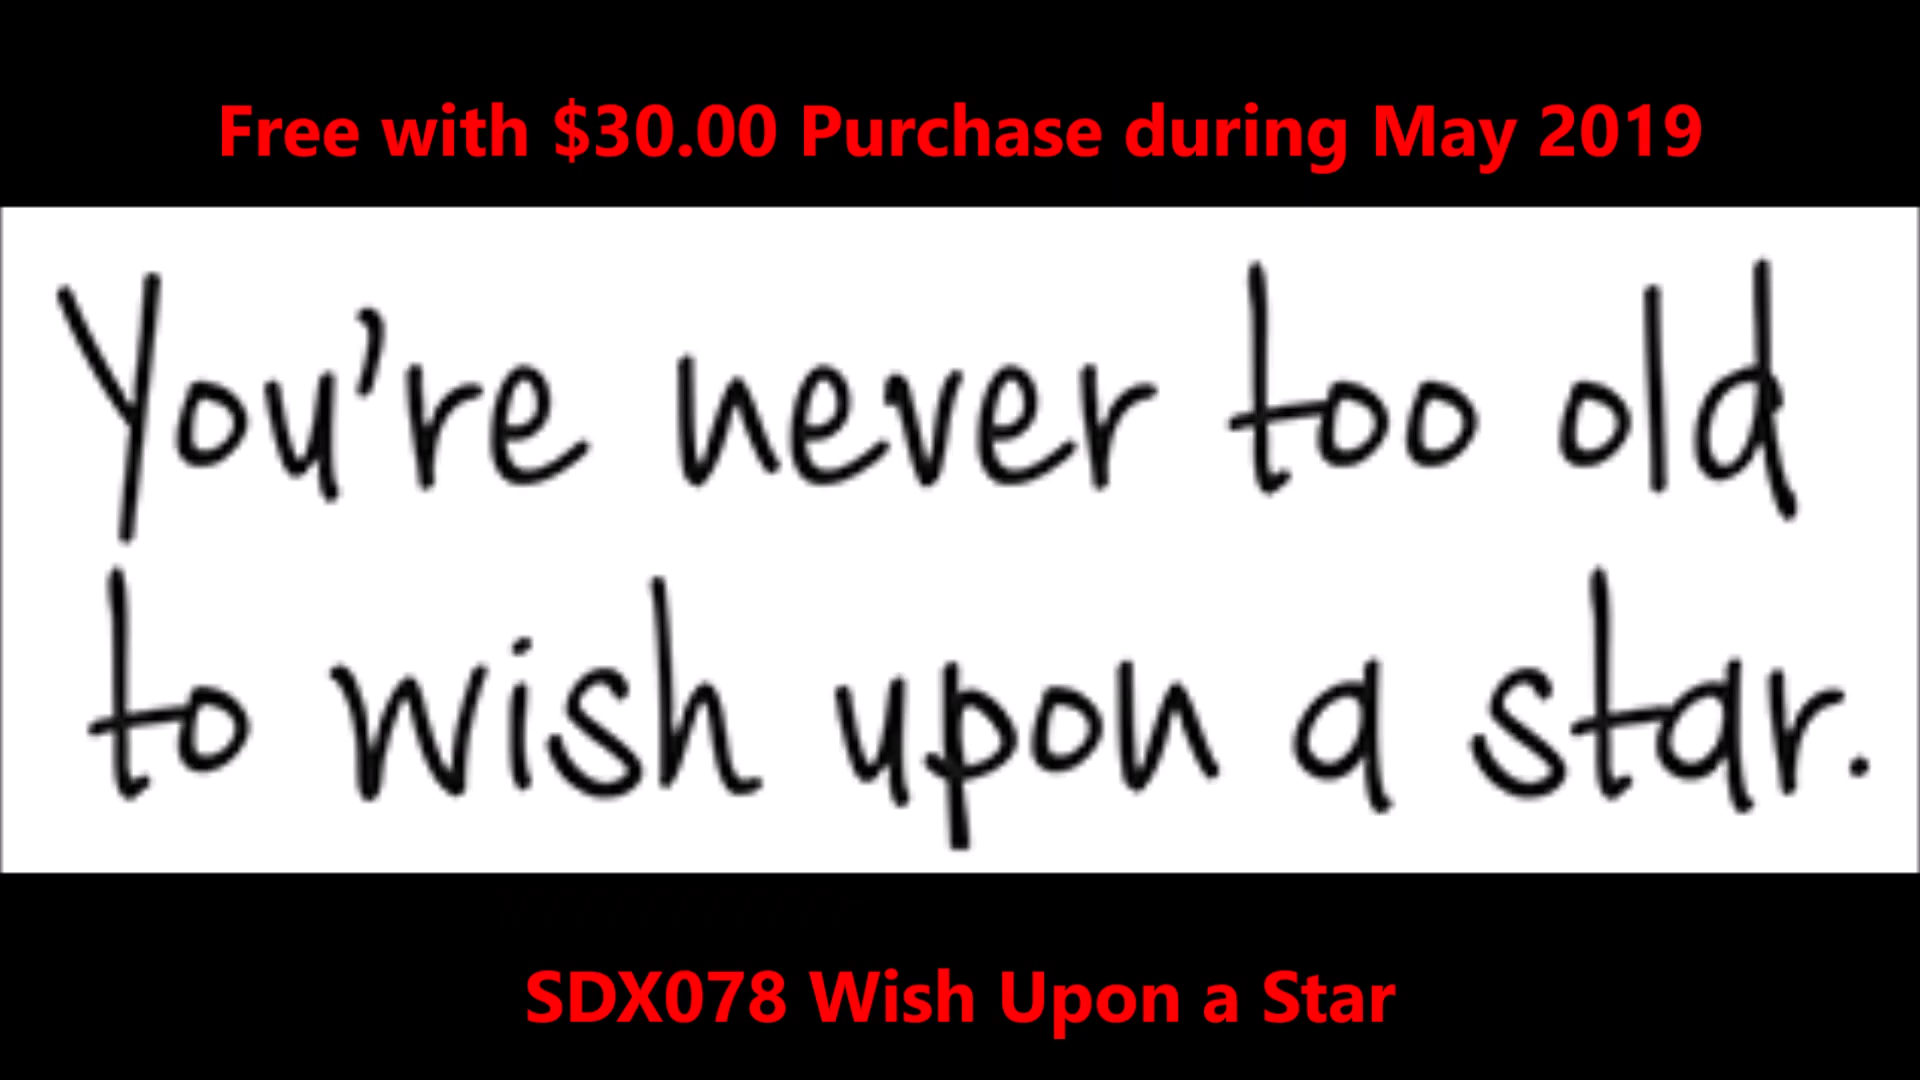 Free with $30.00 Purchase during May 2019
You're never too old
to wish upon a star.
SDX078 Wish Upon a Star